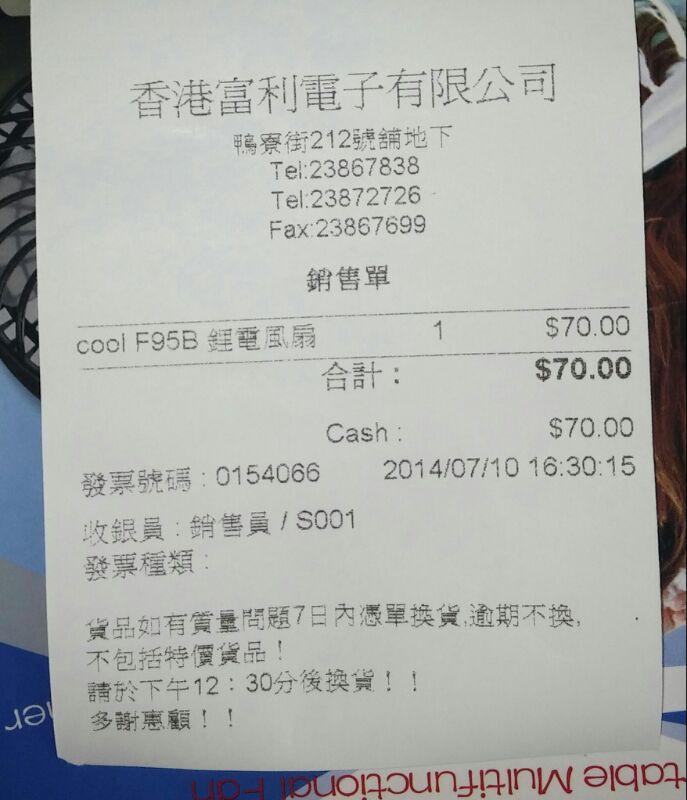 香港富利電子有限公司
鴨寮街212號舖地下
Tel:23867838
Tel:23872726
Fax:23867699
銷售單
cool F95B 鋰電風扇 1 $70.00
合計： $70.00
Cash : $70.00
發票號碼 : 0154066 2014/07/10 16:30:15
收銀員 : 銷售員 / S001
發票種類 :
貨品如有質量問題7日內憑單換貨,逾期不換,
不包括特價貨品！
請於下午12：30分後換貨！！
多謝惠顧！！
table Multifunctional Fan